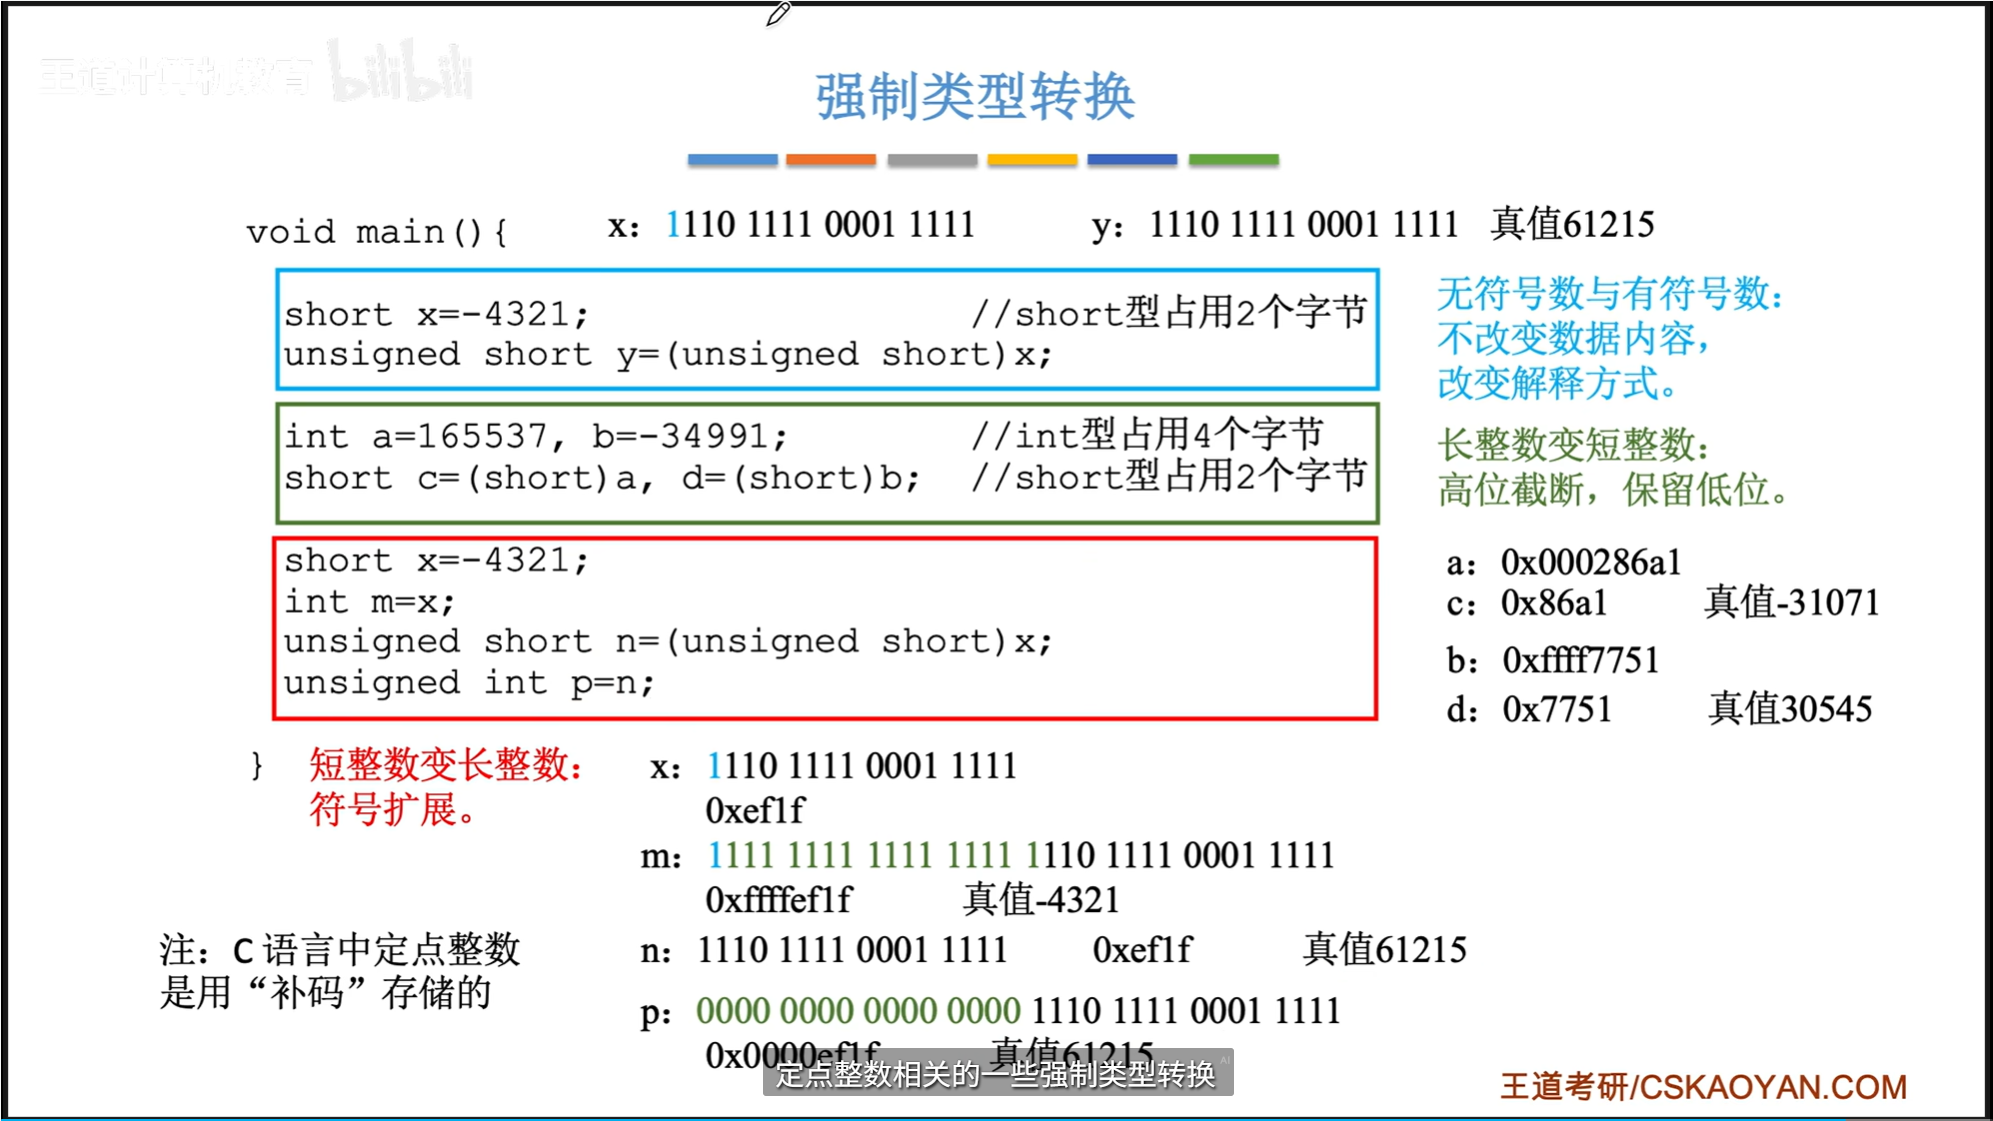 王道计算机教育 bilibili
强制类型转换
void main(){
x：1110 1111 0001 1111
y：1110 1111 0001 1111 真值61215
short x=-4321; //short型占用2个字节
unsigned short y=(unsigned short)x;
无符号数与有符号数：
不改变数据内容，
改变解释方式。
int a=165537, b=-34991; //int型占用4个字节
short c=(short)a, d=(short)b; //short型占用2个字节
长整数变短整数：
高位截断，保留低位。
short x=-4321;
int m=x;
unsigned short n=(unsigned short)x;
unsigned int p=n;
a：0x000286a1
c：0x86a1 真值-31071
b：0xffff7751
d：0x7751 真值30545
}
短整数变长整数：
符号扩展。
x：1110 1111 0001 1111
0xef1f
m：1111 1111 1111 1111 1110 1111 0001 1111
0xffffef1f 真值-4321
注：C 语言中定点整数
是用“补码”存储的
n：1110 1111 0001 1111 0xef1f 真值61215
p：0000 0000 0000 0000 1110 1111 0001 1111
0x0000ef1f 真值61215
定点整数相关的一些强制类型转换
AI
王道考研/CSKAOYAN.COM